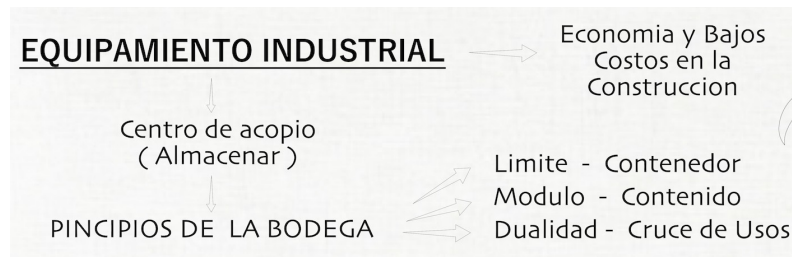 EQUIPAMIENTO INDUSTRIAL
Economia y Bajos
Costos en la
Construccion
Centro de acopio
( Almacenar )
PINCIPIOS DE LA BODEGA
Limite - Contenedor
Modulo - Contenido
Dualidad - Cruce de Usos